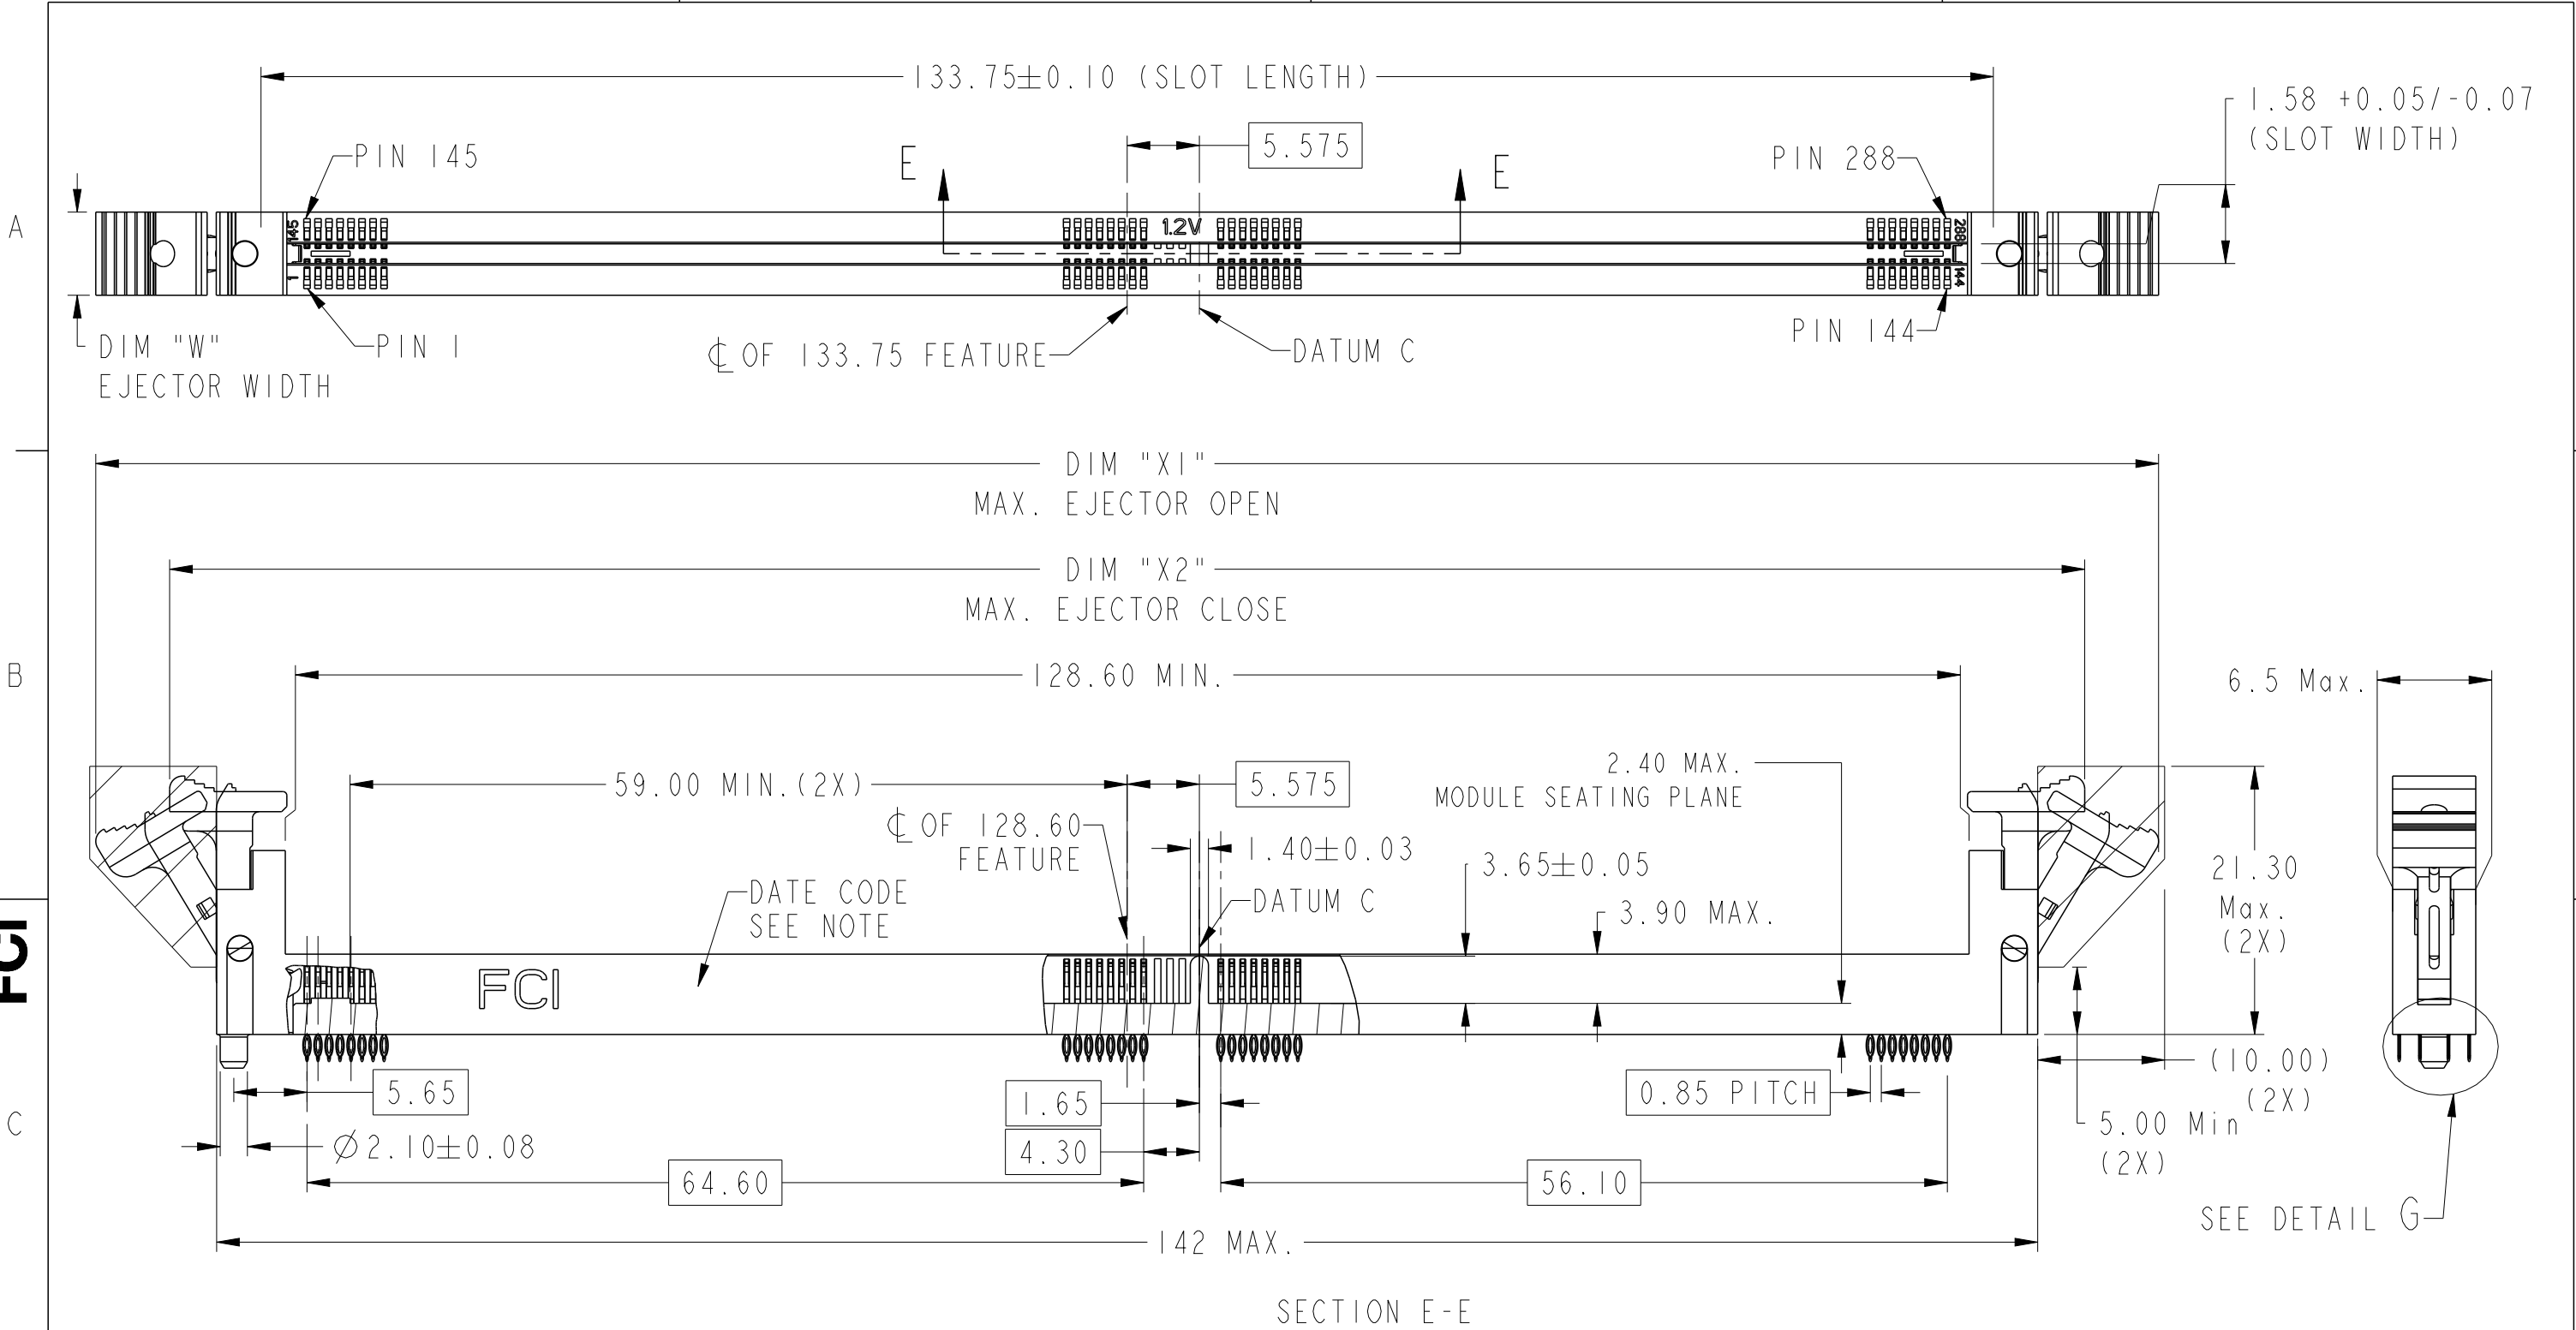 133.75±0.10 (SLOT LENGTH)
1.58 +0.05/-0.07
(SLOT WIDTH)
5.575
PIN 145
E
E
PIN 288
A
145
1.2V
288
1
144
DIM "W"
EJECTOR WIDTH
PIN 1
℄ OF 133.75 FEATURE
DATUM C
PIN 144
DIM "X1"
MAX. EJECTOR OPEN
DIM "X2"
MAX. EJECTOR CLOSE
B
128.60 MIN.
6.5 Max.
59.00 MIN.(2X)
5.575
2.40 MAX.
MODULE SEATING PLANE
℄ OF 128.60
FEATURE
1.40±0.03
3.65±0.05
21.30
Max.
(2X)
DATE CODE
SEE NOTE
DATUM C
3.90 MAX.
FCI
FCI
5.65
1.65
0.85 PITCH
(10.00)
(2X)
C
Ø2.10±0.08
4.30
5.00 Min
(2X)
64.60
56.10
SEE DETAIL G
142 MAX.
SECTION E-E